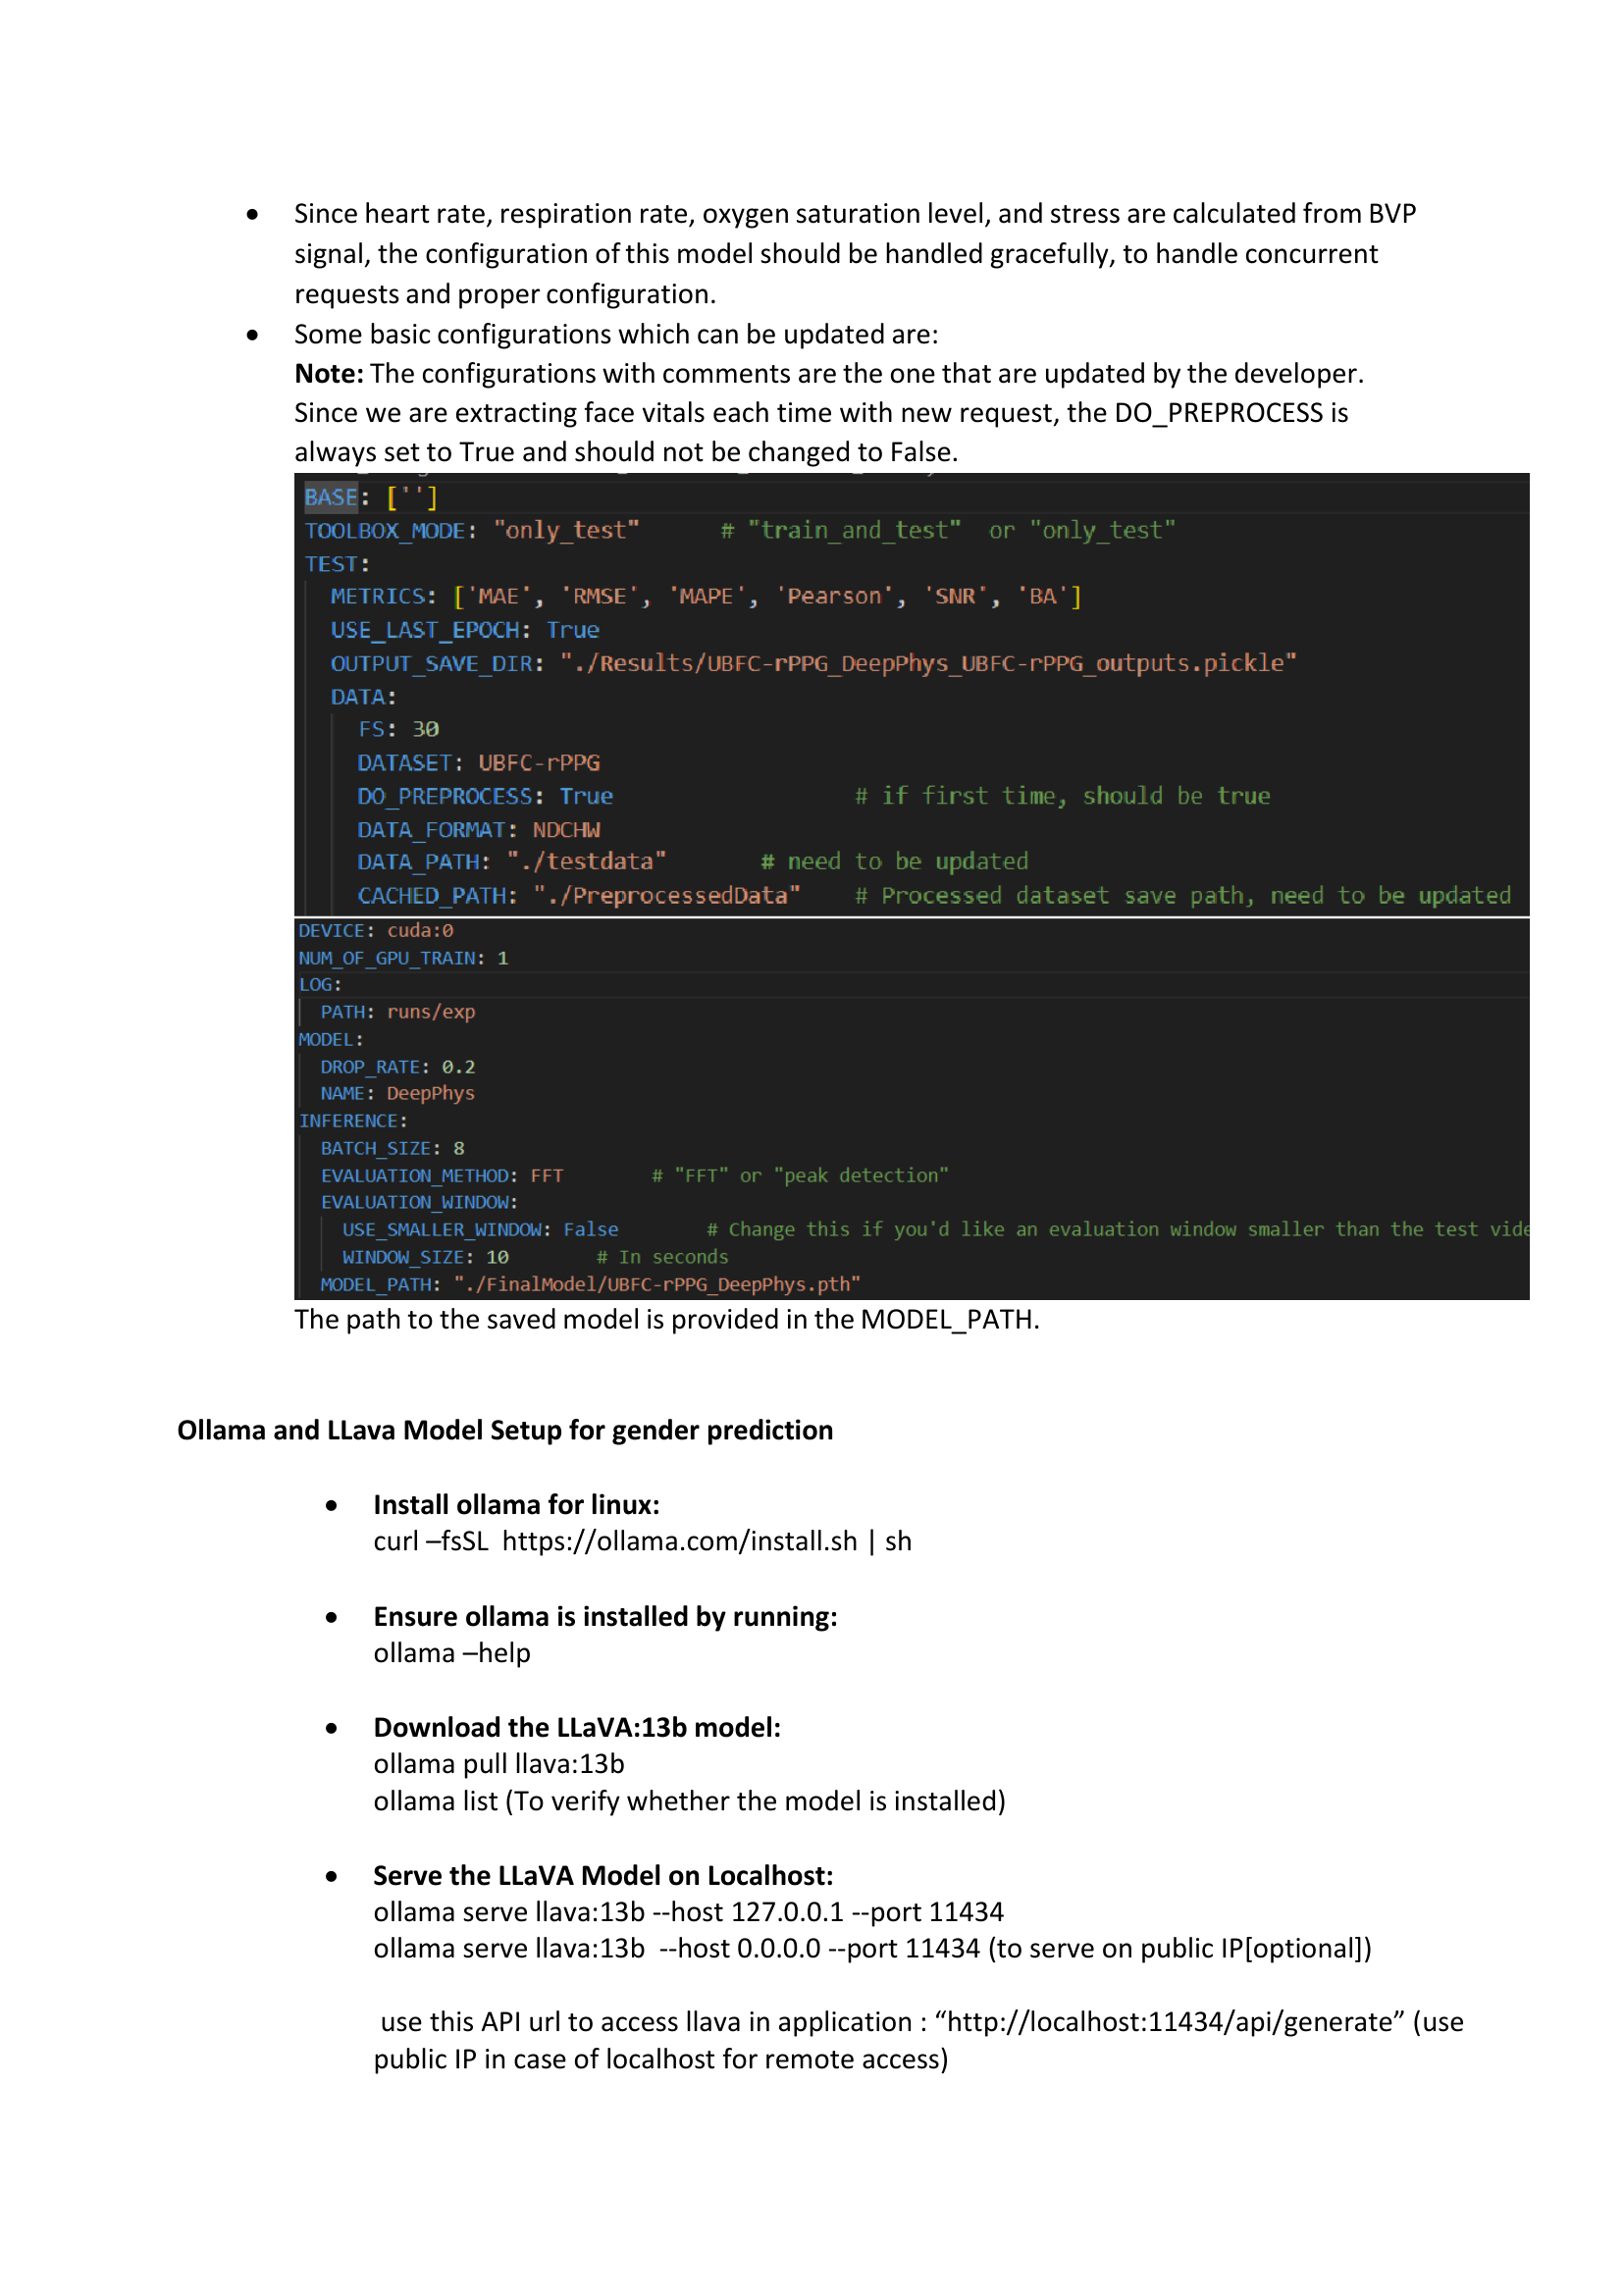 • Since heart rate, respiration rate, oxygen saturation level, and stress are calculated from BVP
signal, the configuration of this model should be handled gracefully, to handle concurrent
requests and proper configuration.
• Some basic configurations which can be updated are:
Note: The configurations with comments are the one that are updated by the developer.
Since we are extracting face vitals each time with new request, the DO_PREPROCESS is
always set to True and should not be changed to False.
BASE: ['']
TOOLBOX_MODE: "only_test" # "train_and_test" or "only_test"
TEST:
METRICS: ['MAE', 'RMSE', 'MAPE', 'Pearson', 'SNR', 'BA']
USE_LAST_EPOCH: True
OUTPUT_SAVE_DIR: "./Results/UBFC-rPPG_DeepPhys_UBFC-rPPG_outputs.pickle"
DATA:
FS: 30
DATASET: UBFC-rPPG
DO_PREPROCESS: True # if first time, should be true
DATA_FORMAT: NDCHW
DATA_PATH: "./testdata" # need to be updated
CACHED_PATH: "./PreprocessedData" # Processed dataset save path, need to be updated
DEVICE: cuda:0
NUM_OF_GPU_TRAIN: 1
LOG:
PATH: runs/exp
MODEL:
DROP_RATE: 0.2
NAME: DeepPhys
INFERENCE:
BATCH_SIZE: 8
EVALUATION_METHOD: FFT # "FFT" or "peak detection"
EVALUATION_WINDOW:
USE_SMALLER_WINDOW: False # Change this if you'd like an evaluation window smaller than the test vide
WINDOW_SIZE: 10 # In seconds
MODEL_PATH: "./FinalModel/UBFC-rPPG_DeepPhys.pth"
The path to the saved model is provided in the MODEL_PATH.
Ollama and LLava Model Setup for gender prediction
• Install ollama for linux:
curl –fsSL https://ollama.com/install.sh | sh
• Ensure ollama is installed by running:
ollama –help
• Download the LLaVA:13b model:
ollama pull llava:13b
ollama list (To verify whether the model is installed)
• Serve the LLaVA Model on Localhost:
ollama serve llava:13b --host 127.0.0.1 --port 11434
ollama serve llava:13b --host 0.0.0.0 --port 11434 (to serve on public IP[optional])
use this API url to access llava in application : “http://localhost:11434/api/generate” (use
public IP in case of localhost for remote access)